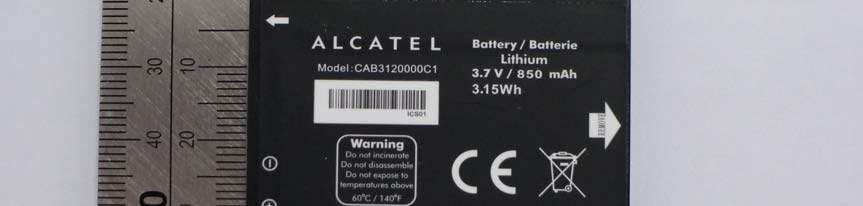 ALCATEL
Model:CAB3120000C1
ICS01
Battery / Batterie
Lithium
3.7 V / 850 mAh
3.15Wh
REMOVE
Warning
Do not incinerate
Do not disassemble
Do not expose to
temperatures above
60°C / 140°F
CE
30 10
40 20